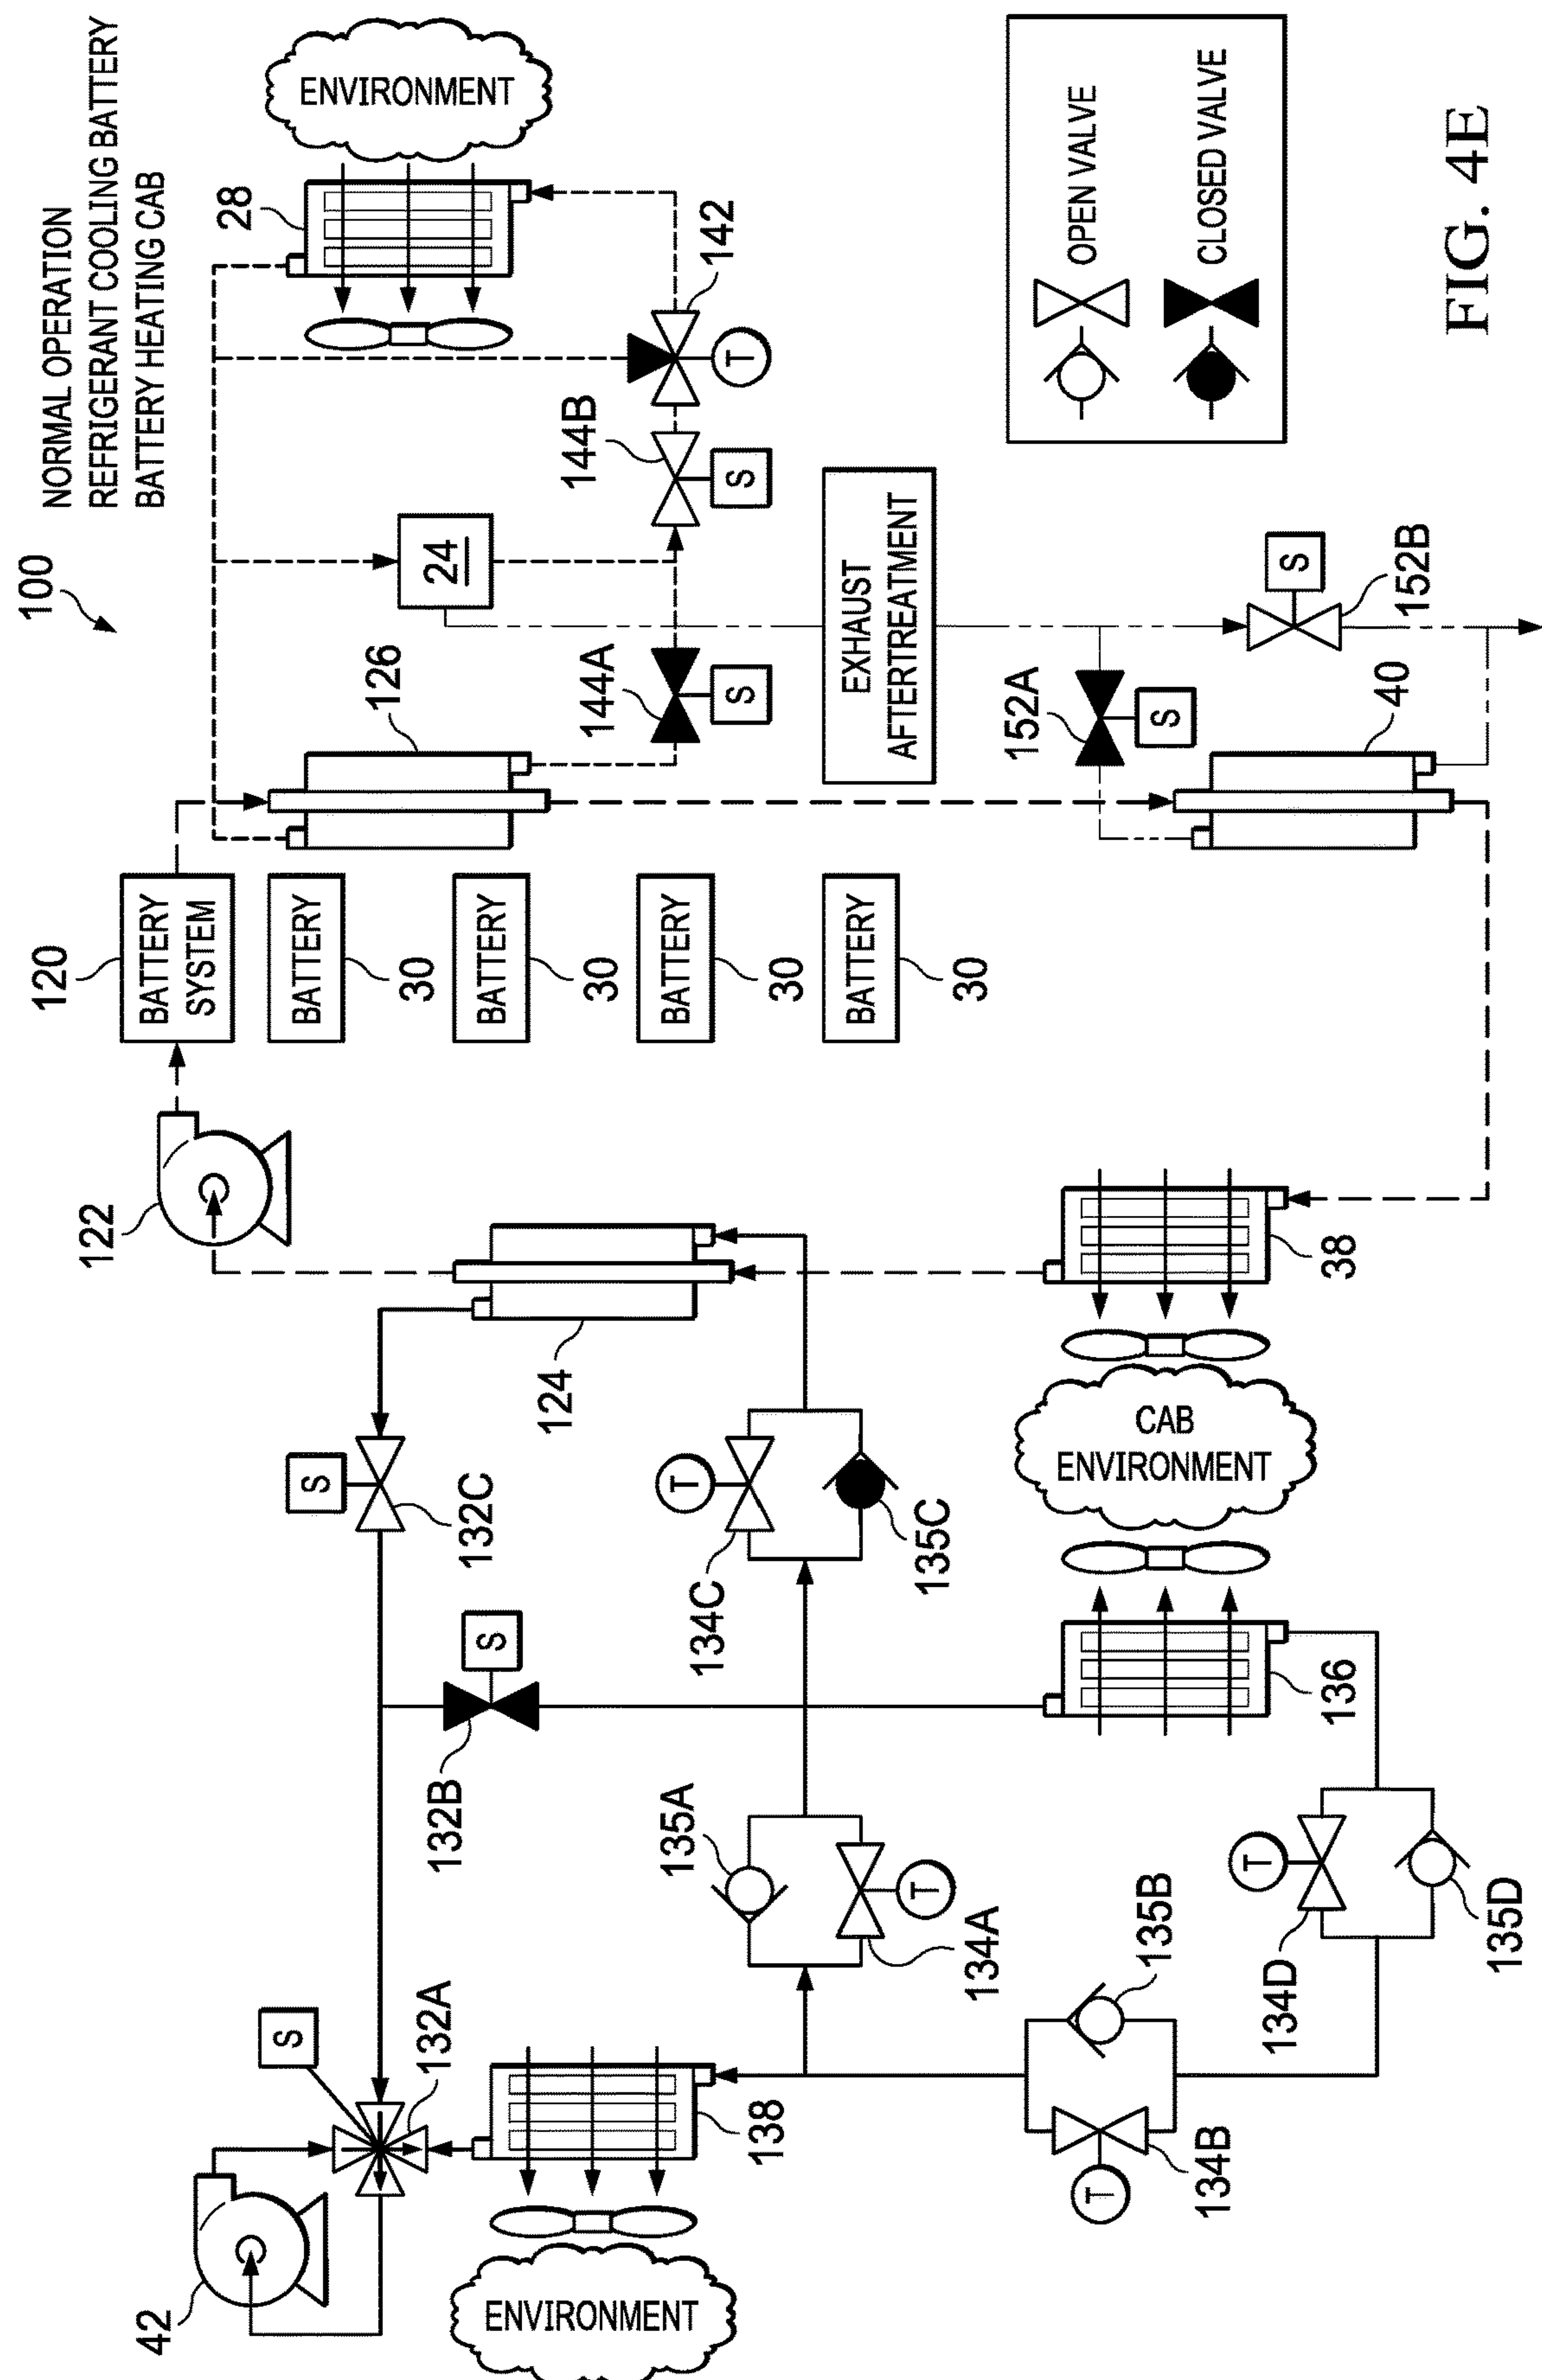 NORMAL OPERATION
REFRIGERANT COOLING BATTERY
BATTERY HEATING CAB
100
120
BATTERY
SYSTEM
122
42
S
132A
S
132C
132B
S
124
BATTERY
30
BATTERY
30
BATTERY
30
BATTERY
30
126
24
28
ENVIRONMENT
142
T
144B
S
144A
S
EXHAUST
AFTERTREATMENT
152A
S
S
152B
40
138
ENVIRONMENT
135A
134A
T
T
134C
135C
135B
134B
T
T
134D
135D
136
CAB
ENVIRONMENT
38
OPEN VALVE
CLOSED VALVE
FIG. 4E